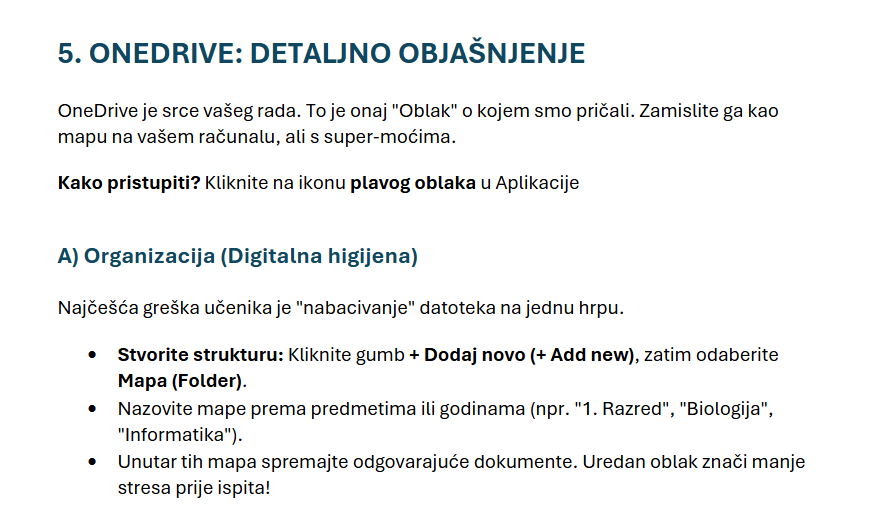 5. ONEDRIVE: DETALJNO OBJAŠNJENJE
OneDrive je srce vašeg rada. To je onaj "Oblak" o kojem smo pričali. Zamislite ga kao
mapu na vašem računalu, ali s super-moćima.
Kako pristupiti? Kliknite na ikonu plavog oblaka u Aplikacije
A) Organizacija (Digitalna higijena)
Najčešća greška učenika je "nabacivanje" datoteka na jednu hrpu.
• Stvorite strukturu: Kliknite gumb + Dodaj novo (+ Add new), zatim odaberite
Mapa (Folder).
• Nazovite mape prema predmetima ili godinama (npr. "1. Razred", "Biologija",
"Informatika").
• Unutar tih mapa spremajte odgovarajuće dokumente. Uredan oblak znači manje
stresa prije ispita!